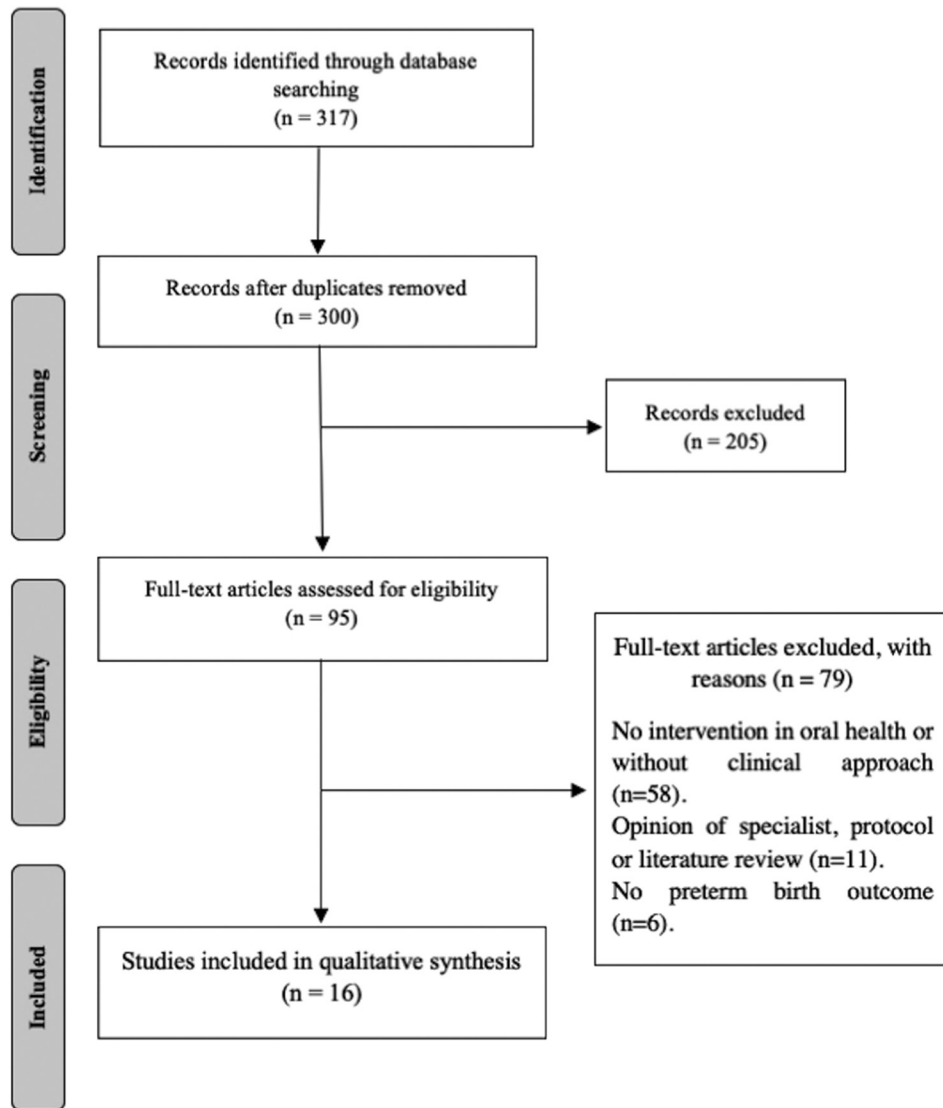 Identification
Records identified through database
searching
(n = 317)
Records after duplicates removed
(n = 300)
Screening
Records excluded
(n = 205)
Full-text articles assessed for eligibility
(n = 95)
Eligibility
Full-text articles excluded, with
reasons (n = 79)
No intervention in oral health or
without clinical approach
(n=58).
Opinion of specialist, protocol
or literature review (n=11).
No preterm birth outcome
(n=6).
Included
Studies included in qualitative synthesis
(n = 16)